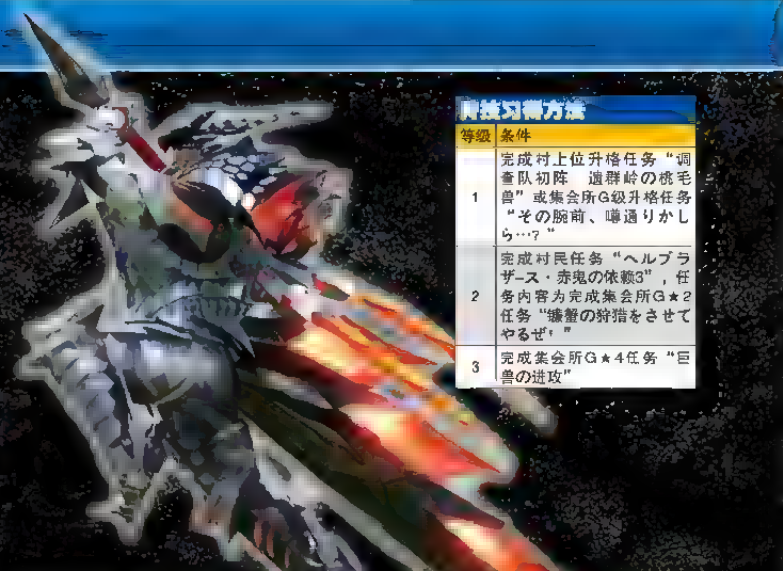 习得方法
等级 条件
1
完成村上位升格任务“调
查队初阵 遗群岭の桃毛
兽”或集会所G级升格任务
“その腕前、噂通りかし
ら…?”
2
完成村民任务“ヘルブラ
ザース・赤鬼の依赖3”,任
务内容为完成集会所G★2
任务“镰蟹の狩猎をさせて
やるぜ!”
3
完成集会所G★4任务“巨
兽の进攻”